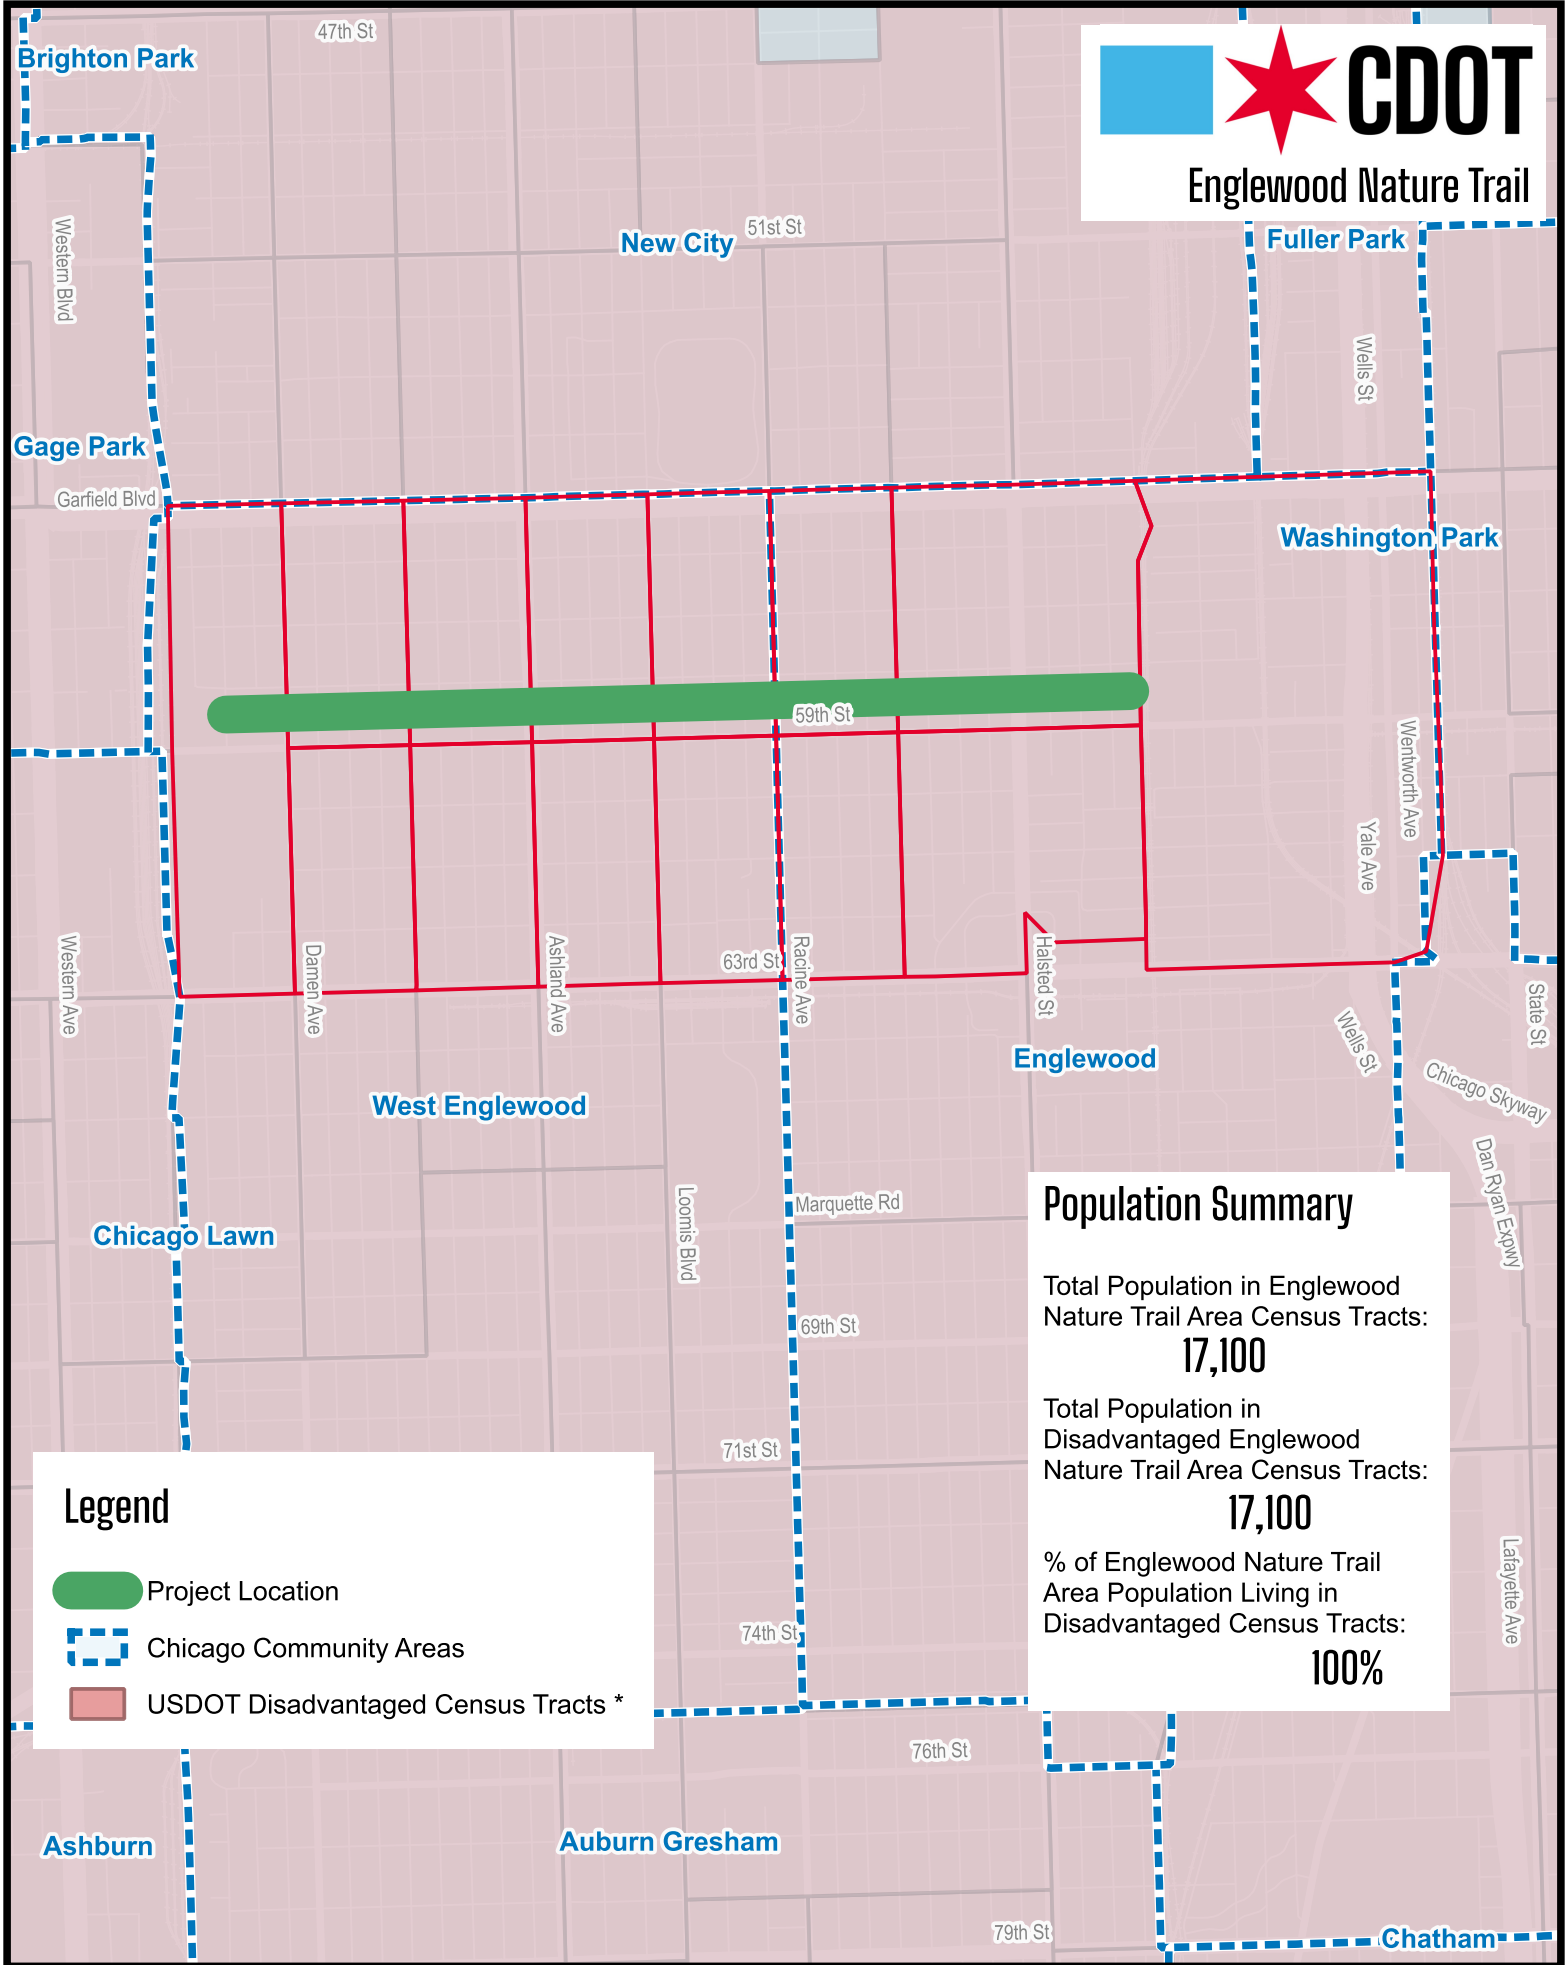 47th St
Brighton Park
CDOT
Englewood Nature Trail
Western Blvd
51st St
New City
Fuller Park
Wells St
Gage Park
Garfield Blvd
Washington Park
59th St
Wentworth Ave
Yale Ave
Western Ave
Damen Ave
Ashland Ave
63rd St
Racine Ave
Halsted St
State St
Wells St
Englewood
Chicago Skyway
West Englewood
Dan Ryan Expwy
Loomis Blvd
Marquette Rd
Chicago Lawn
69th St
71st St
74th St
Lafayette Ave
Population Summary
Total Population in Englewood
Nature Trail Area Census Tracts:
17,100
Total Population in
Disadvantaged Englewood
Nature Trail Area Census Tracts:
17,100
% of Englewood Nature Trail
Area Population Living in
Disadvantaged Census Tracts:
100%
Legend
Project Location
Chicago Community Areas
USDOT Disadvantaged Census Tracts *
76th St
Ashburn
Auburn Gresham
79th St
Chatham